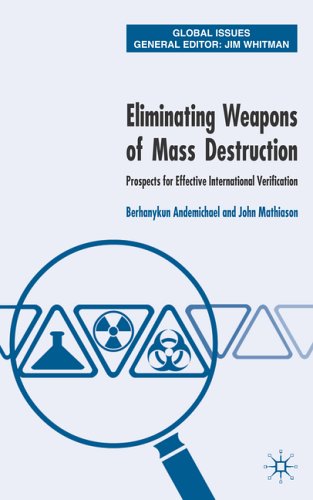 GLOBAL ISSUES
GENERAL EDITOR: JIM WHITMAN
Eliminating Weapons
of Mass Destruction
Prospects for Effective International Verification
Berhanykun Andemichael and John Mathiason